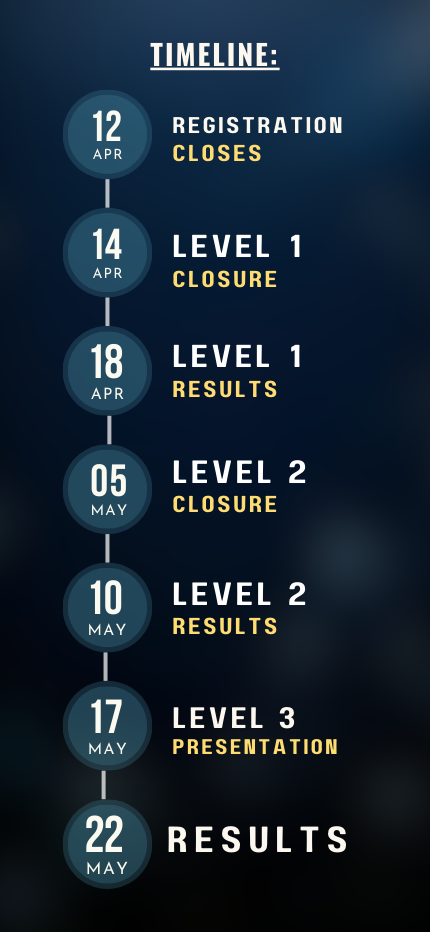 TIMELINE:
12
APR
REGISTRATION
CLOSES
14
APR
LEVEL 1
CLOSURE
18
APR
LEVEL 1
RESULTS
05
MAY
LEVEL 2
CLOSURE
10
MAY
LEVEL 2
RESULTS
17
MAY
LEVEL 3
PRESENTATION
22
MAY
RESULTS